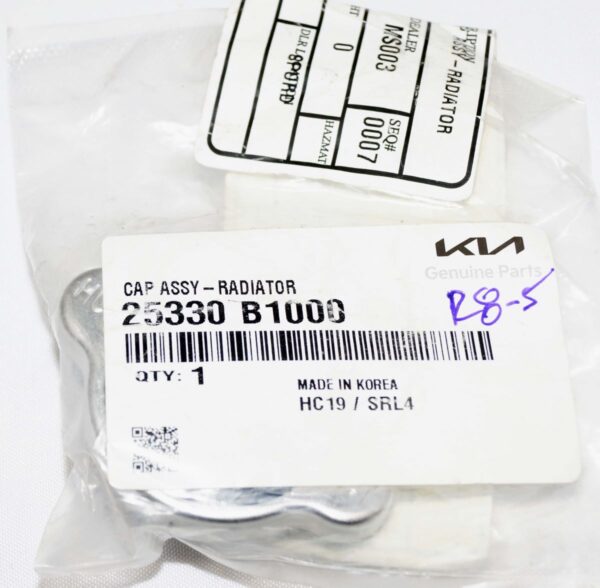 ASSY-RADIATOR
DEALER
MS003
SEQ#
0007
0
HAZMAT
KIA
Genuine Parts
CAP ASSY-RADIATOR
25330 B1000
R8-5
QTY: 1
MADE IN KOREA
HC19 / SRL4